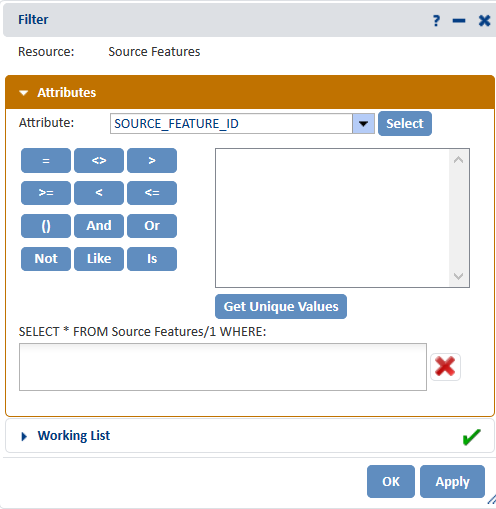 Filter ?
Resource: Source Features
Attributes
Attribute: SOURCE_FEATURE_ID Select
= <> >
>= < <=
() And Or
Not Like Is
Get Unique Values
SELECT * FROM Source Features/1 WHERE:
Working List
OK Apply